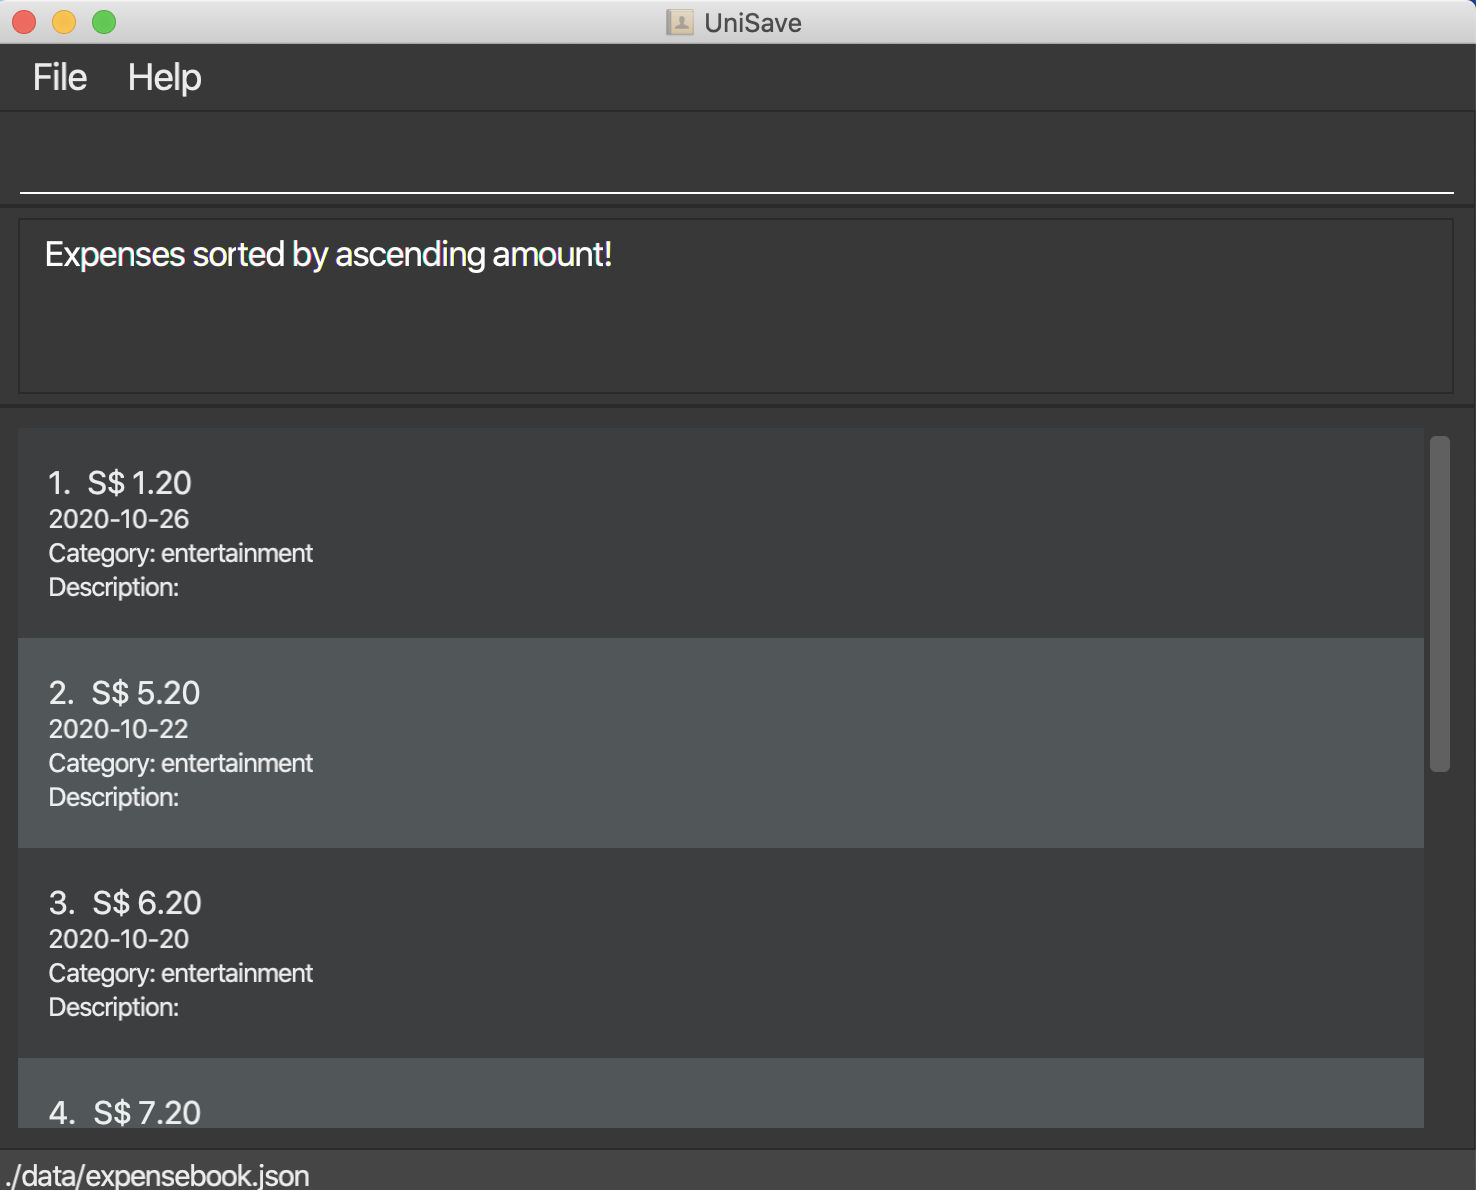 UniSave
File Help
Expenses sorted by ascending amount!
1. S$ 1.20
2020-10-26
Category: entertainment
Description:
2. S$ 5.20
2020-10-22
Category: entertainment
Description:
3. S$ 6.20
2020-10-20
Category: entertainment
Description:
4. S$ 7.20
./data/expensebook.json